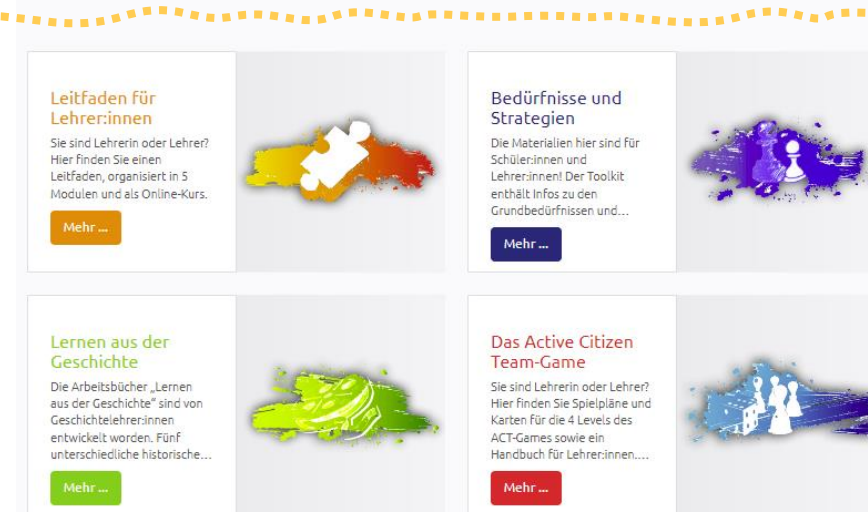 Leitfaden für
Lehrer:innen
Sie sind Lehrerin oder Lehrer?
Hier finden Sie einen
Leitfaden, organisiert in 5
Modulen und als Online-Kurs.
Mehr ...
Bedürfnisse und
Strategien
Die Materialien hier sind für
Schüler:innen und
Lehrer:innen! Der Toolkit
enthält Infos zu den
Grundbedürfnissen und...
Mehr ...
Lernen aus der
Geschichte
Die Arbeitsbücher „Lernen
aus der Geschichte“ sind von
Geschichtelehrer:innen
entwickelt worden. Fünf
unterschiedliche historische...
Mehr ...
Das Active Citizen
Team-Game
Sie sind Lehrerin oder Lehrer?
Hier finden Sie Spielpläne und
Karten für die 4 Levels des
ACT-Games sowie ein
Handbuch für Lehrer:innen....
Mehr ...